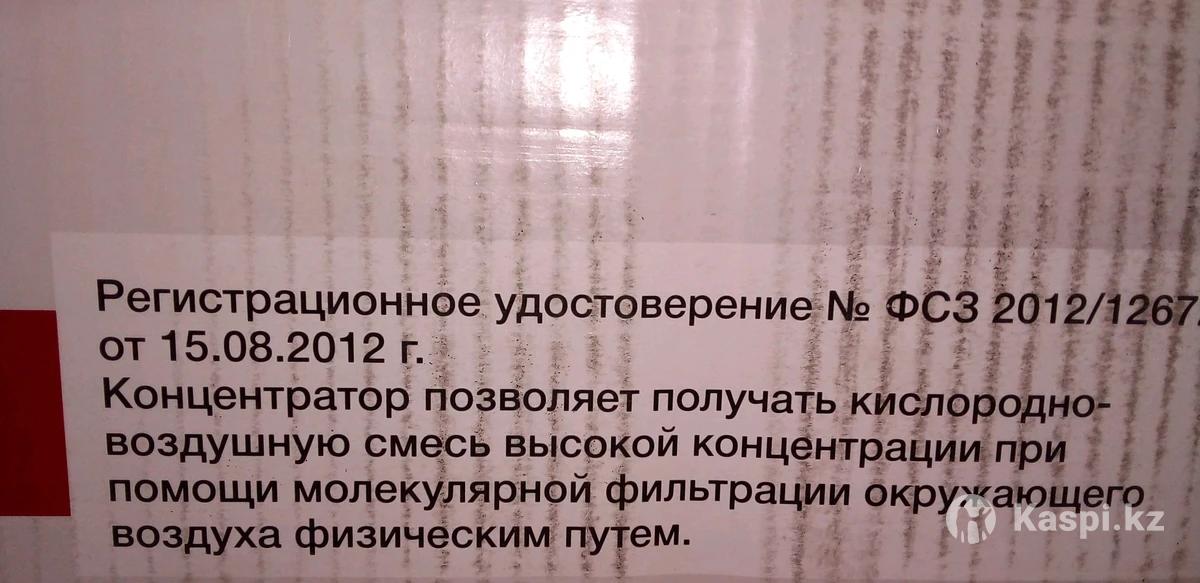 Регистрационное удостоверение № ФСЗ 2012/1267
от 15.08.2012 г.
Концентратор позволяет получать кислородно-
воздушную смесь высокой концентрации при
помощи молекулярной фильтрации окружающего
воздуха физическим путем.
Kaspi.kz